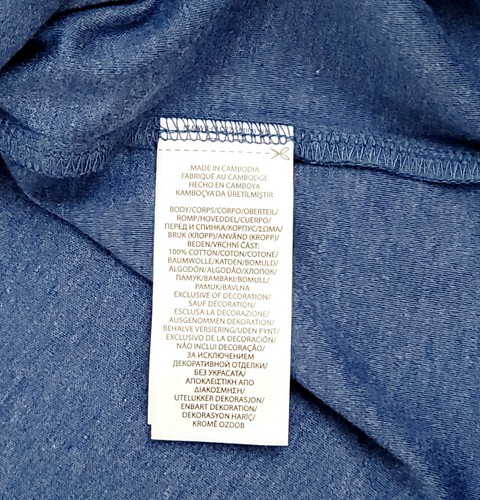 MADE IN CAMBODIA
FABRIQUÉ AU CAMBODGE
HECHO EN CAMBOYA
KAMBOÇYA'DA ÜRETİLMİŞTİR
BODY/CORPS/CORPO/OBERTEIL/
ROMP/HOVEDDEL/CUERPO/
ПЕРЕД И СПИНКА/КОРПУС/ΣΩΜΑ/
BRUK (KROPP)/ANVÄND (KROPP)/
BEDEN/VRCHNÍ ČÁST:
100% COTTON/COTON/COTONE/
BAUMWOLLE/KATOEN/BOMULD/
ALGODÓN/ALGODÃO/ХЛОПОК/
ПАМУК/ΒΑΜΒΑΚΙ/BOMULL/
PAMUK/BAVLNA
EXCLUSIVE OF DECORATION/
SAUF DÉCORATION/
ESCLUSA LA DECORAZIONE/
AUSGENOMMEN DEKORATION/
BEHALVE VERSIERING/UDEN PYNT/
EXCLUSIVO DE LA DECORACIÓN/
NÃO INCLUI DECORAÇÃO/
ЗА ИСКЛЮЧЕНИЕМ
ДЕКОРАТИВНОЙ ОТДЕЛКИ/
БЕЗ УКРАСАТА/
ΑΠΟΚΛΕΙΣΤΙΚΗ ΑΠΟ
ΔΙΑΚΟΣΜΗΣΗ/
UTELUKKER DEKORASJON/
ENBART DEKORATION/
DEKORASYON HARİÇ/
KROMĚ OZDOB